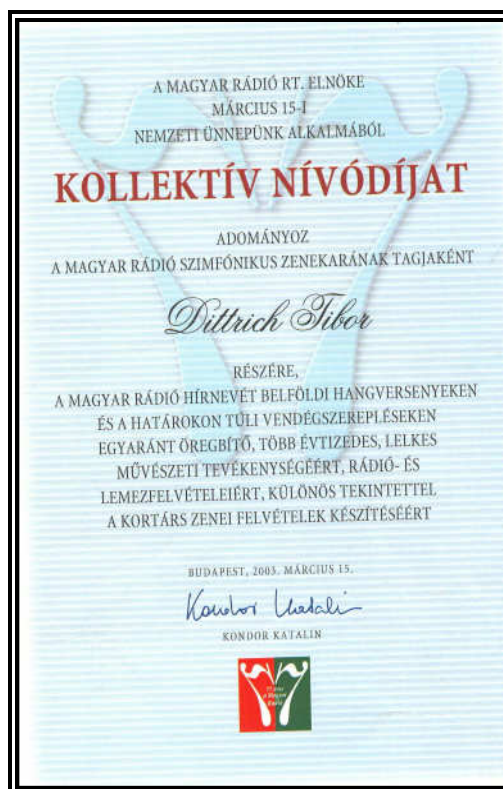 A MAGYAR RÁDIÓ RT. ELNÖKE
MÁRCIUS 15-I
NEMZETI ÜNNEPÜNK ALKALMÁBÓL
KOLLEKTÍV NÍVÓDÍJAT
ADOMÁNYOZ
A MAGYAR RÁDIÓ SZIMFÓNIKUS ZENEKARÁNAK TAGJAKÉNT
Dittrich Tibor
RÉSZÉRE,
A MAGYAR RÁDIÓ HÍRNEVÉT BELFÖLDI HANGVERSENYEKEN
ÉS A HATÁROKON TÚLI VENDÉGSZEREPLÉSEKEN
EGYARÁNT ÖREGBÍTŐ, TÖBB ÉVTIZEDES, LELKES
MŰVÉSZETI TEVÉKENYSÉGÉÉRT, RÁDIÓ- ÉS
LEMEZFELVÉTELEIÉRT, KÜLÖNÖS TEKINTETTEL
A KORTÁRS ZENEI FELVÉTELEK KÉSZÍTÉSÉÉRT
BUDAPEST, 2003. MÁRCIUS 15.
Kondor Katalin
KONDOR KATALIN
a Magyar